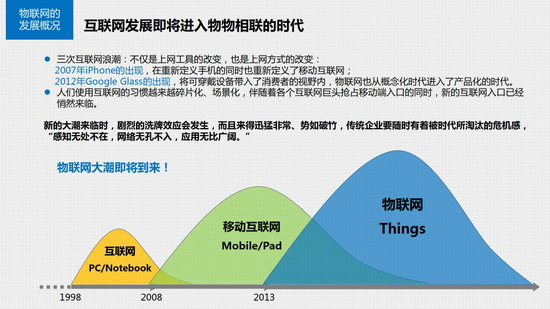 物联网的
发展概况
互联网发展即将进入物物相联的时代
三次互联网浪潮：不仅是上网工具的改变，也是上网方式的改变：
2007年iPhone的出现，在重新定义手机的同时也重新定义了移动互联网；
2012年Google Glass的出现，将可穿戴设备带入了消费者的视野内，物联网也从概念化时代进入了产品化的时代。
人们使用互联网的习惯越来越碎片化、场景化，伴随着各个互联网巨头抢占移动端入口的同时，新的互联网入口已经
悄然来临。
新的大潮来临时，剧烈的洗牌效应会发生，而且来得迅猛非常、势如破竹，传统企业要随时有着被时代所淘汰的危机感，
“感知无处不在，网络无孔不入，应用无比广阔。”
物联网大潮即将到来！
物联网
Things
移动互联网
Mobile/Pad
互联网
PC/Notebook
1998
2008
2013